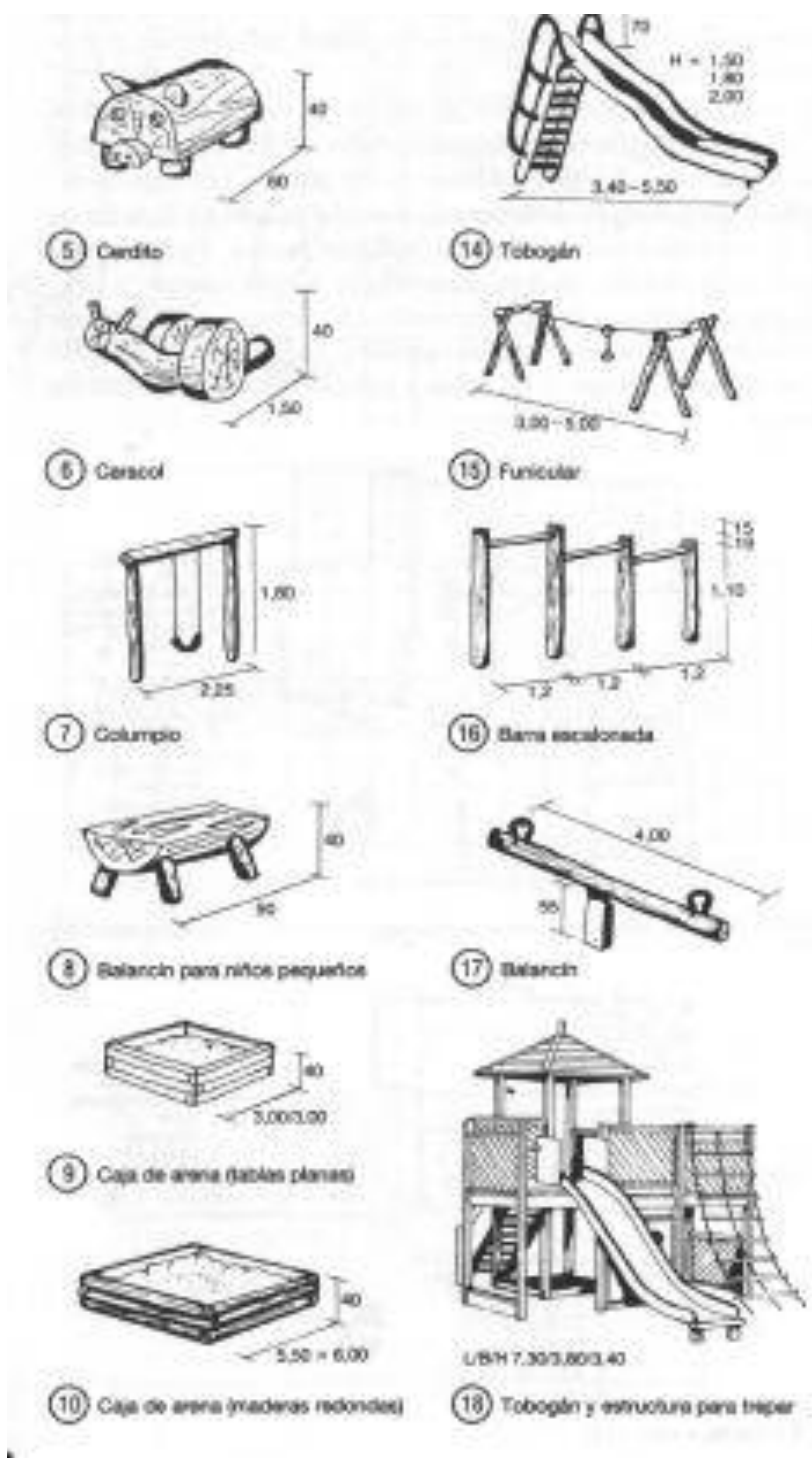 70
H = 1,50
1,80
2,00
40
60
3,40-5,50
5 Cerdito
14 Tobogán
40
1,50
3,00-5,00
6 Caracol
15 Funicular
1,80
2,25
15
1,10
1,2
1,2
1,2
7 Columpio
16 Barra escalonada
40
90
4,00
55
8 Balancín para niños pequeños
17 Balancín
40
3,00/3,00
9 Caja de arena (tablas planas)
40
5,50 × 6,00
L/B/H 7,30/3,80/3,40
10 Caja de arena (maderas redondas)
18 Tobogán y estructura para trepar